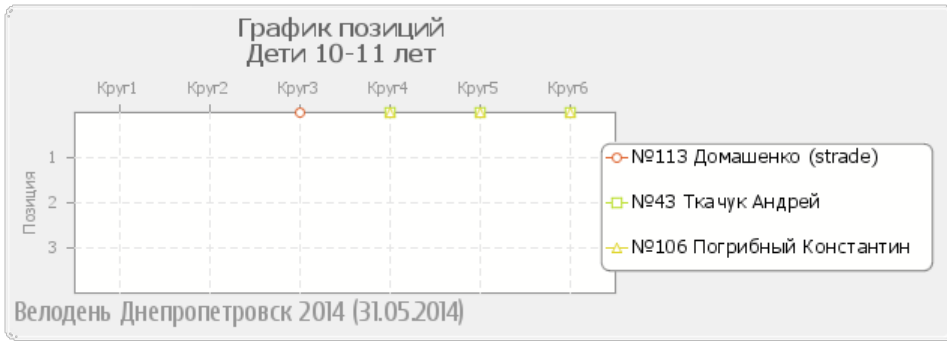 График позиций
Дети 10-11 лет
Круг1 Круг2 Круг3 Круг4 Круг5 Круг6
Позиция
1
2
3
№113 Домашенко (strade)
№43 Ткачук Андрей
№106 Погрибный Константин
Велодень Днепропетровск 2014 (31.05.2014)